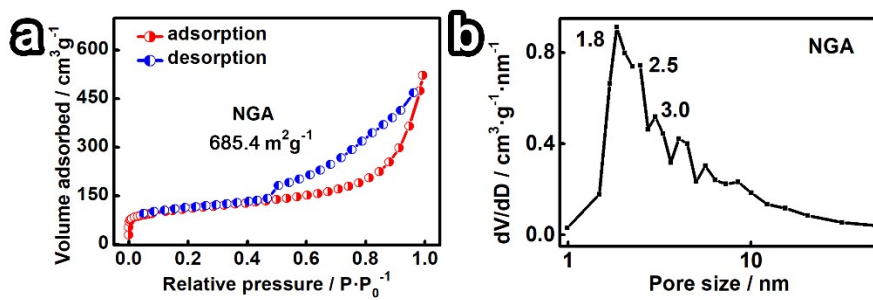 a
600
450
300
150
0
Volume adsorbed / cm³g⁻¹
adsorption
desorption
NGA
685.4 m²g⁻¹
0.0 0.2 0.4 0.6 0.8 1.0
Relative pressure / P·P₀⁻¹
b
0.8
0.4
0.0
dV/dD / cm³·g⁻¹·nm⁻¹
1.8
2.5
3.0
NGA
1 10
Pore size / nm